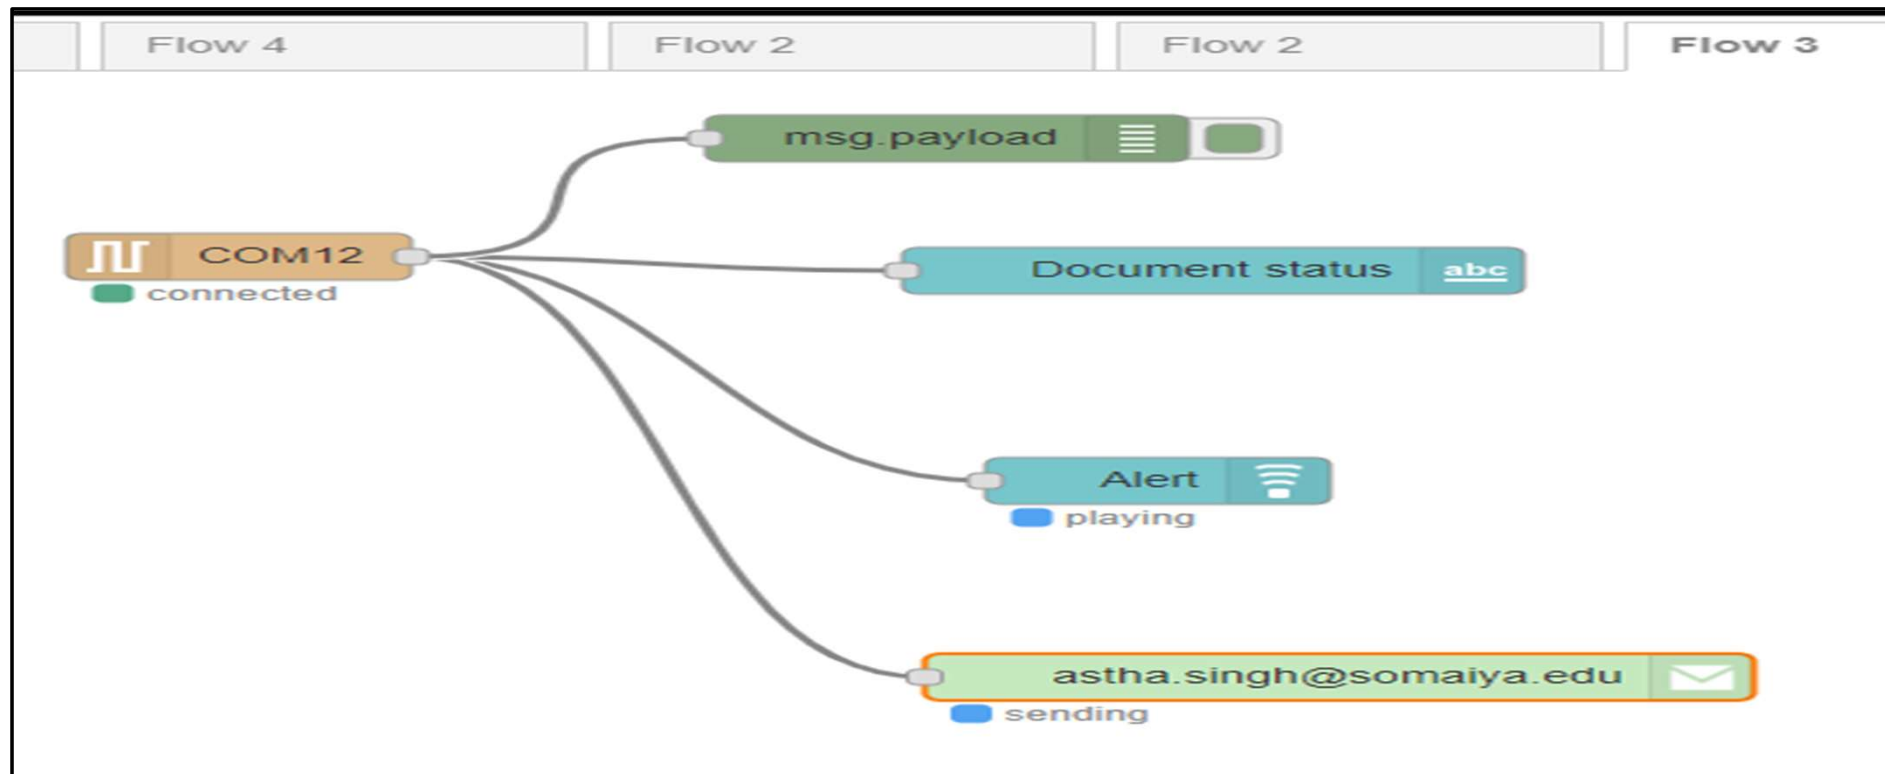 Flow 4 Flow 2 Flow 2 Flow 3
msg.payload
COM12
connected
Document status abc
Alert
playing
astha.singh@somaiya.edu
sending